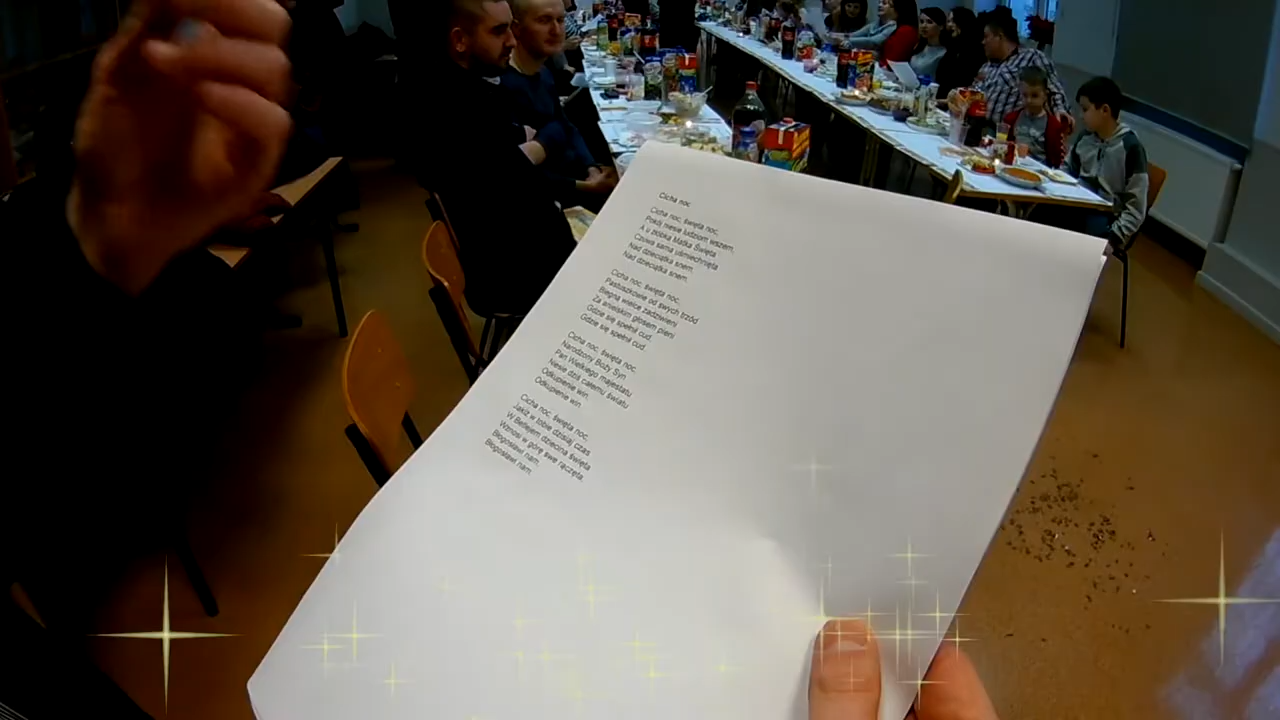 Cicha noc
Cicha noc, święta noc,
Pokój niesie ludziom wszem,
A u żłóbka Matka Święta
Czuwa sama uśmiechnięta
Nad dzieciątka snem.
Nad dzieciątka snem.
Cicha noc, święta noc,
Pastuszkowie od swych trzód
Biegną wielce zadziwieni
Za anielskim głosem pieni
Gdzie się spełnił cud.
Gdzie się spełnił cud.
Cicha noc, święta noc,
Narodzony Boży Syn
Pan Wielkiego majestatu
Niesie dziś całemu światu
Odkupienie win.
Odkupienie win.
Cicha noc, święta noc,
Jakiż w tobie dzisiaj czas
W Betlejem dziecina święta
Wznosi w górę swe rączęta
Błogosławi nam.
Błogosławi nam.